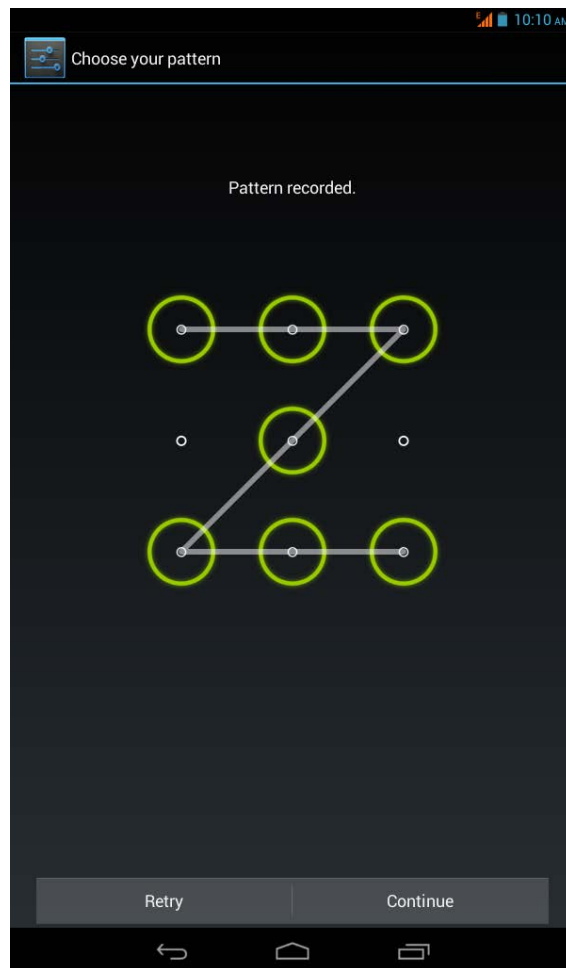 E
10:10 AM
Choose your pattern
Pattern recorded.
Retry
Continue